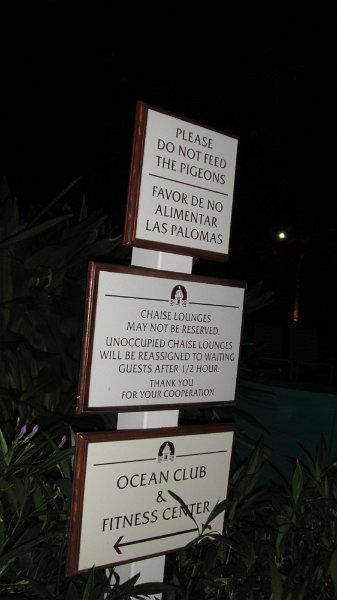 PLEASE
DO NOT FEED
THE PIGEONS
FAVOR DE NO
ALIMENTAR
LAS PALOMAS
CHAISE LOUNGES
MAY NOT BE RESERVED.
UNOCCUPIED CHAISE LOUNGES
WILL BE REASSIGNED TO WAITING
GUESTS AFTER 1/2 HOUR.
THANK YOU
FOR YOUR COOPERATION
OCEAN CLUB
&
FITNESS CENTER